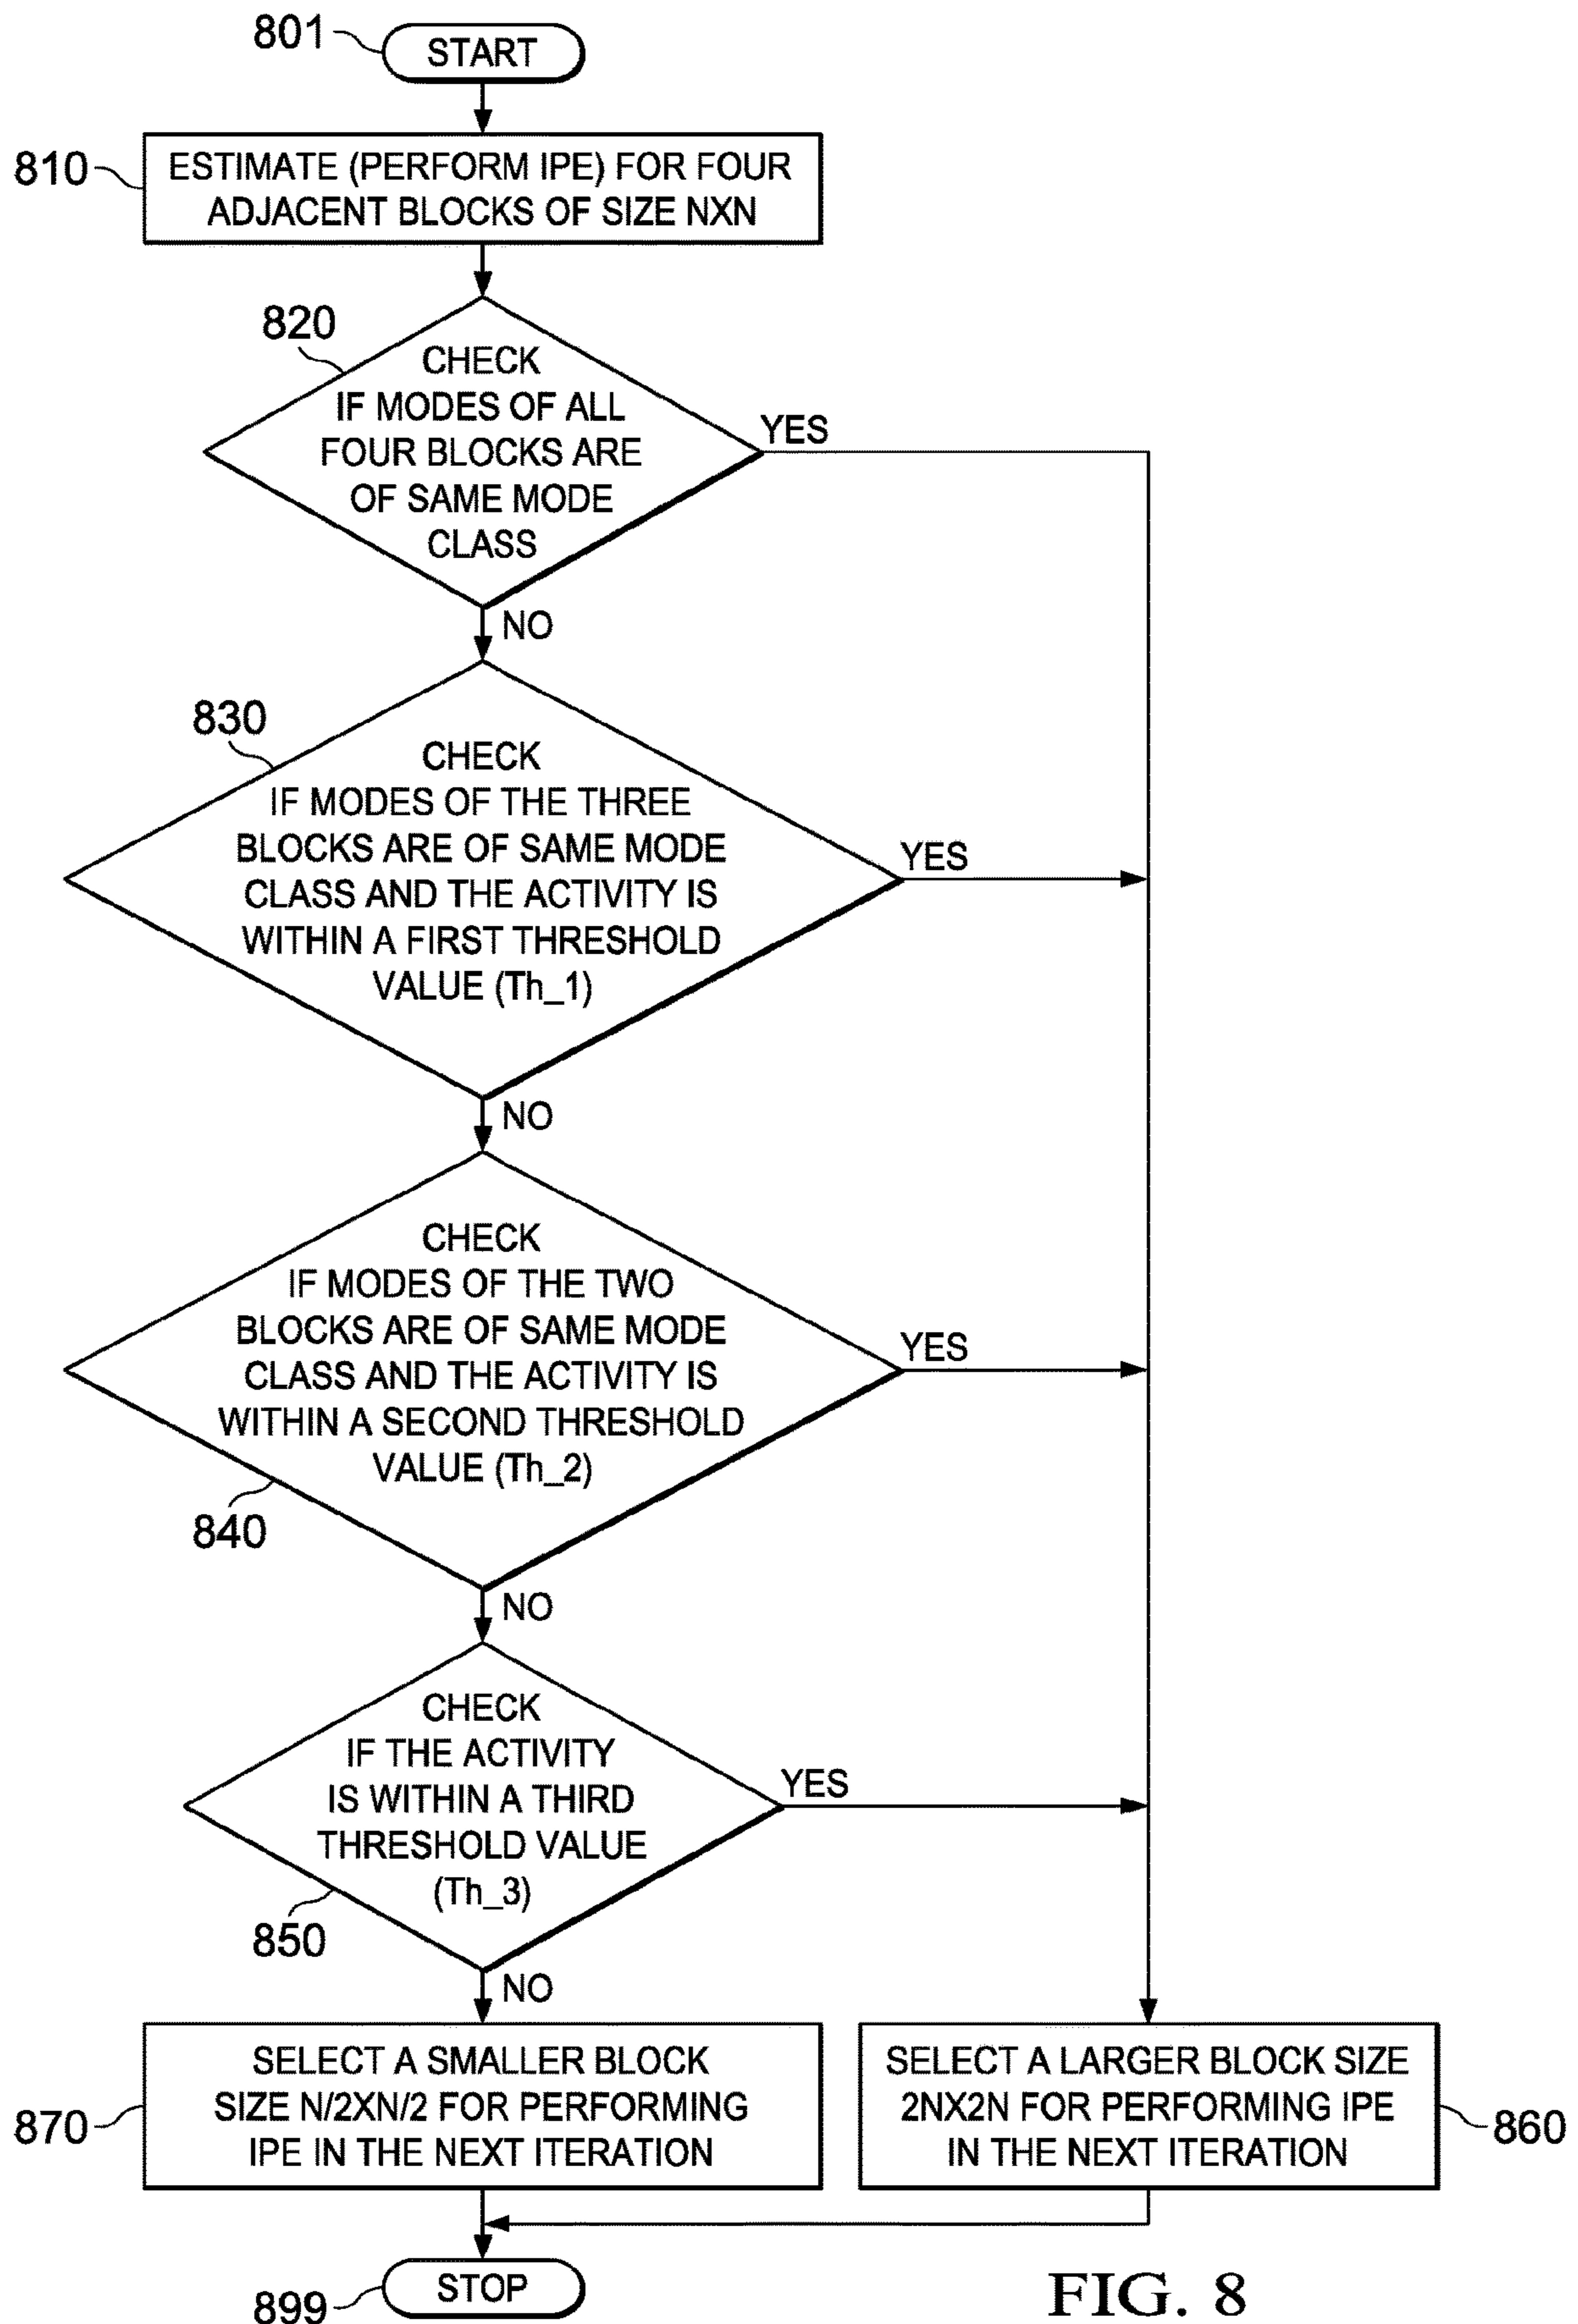 801
START
810
ESTIMATE (PERFORM IPE) FOR FOUR
ADJACENT BLOCKS OF SIZE NXN
820
CHECK
IF MODES OF ALL
FOUR BLOCKS ARE
OF SAME MODE
CLASS
YES
NO
830
CHECK
IF MODES OF THE THREE
BLOCKS ARE OF SAME MODE
CLASS AND THE ACTIVITY IS
WITHIN A FIRST THRESHOLD
VALUE (Th_1)
YES
NO
CHECK
IF MODES OF THE TWO
BLOCKS ARE OF SAME MODE
CLASS AND THE ACTIVITY IS
WITHIN A SECOND THRESHOLD
VALUE (Th_2)
YES
840
NO
CHECK
IF THE ACTIVITY
IS WITHIN A THIRD
THRESHOLD VALUE
(Th_3)
YES
850
NO
870
SELECT A SMALLER BLOCK
SIZE N/2XN/2 FOR PERFORMING
IPE IN THE NEXT ITERATION
SELECT A LARGER BLOCK SIZE
2NX2N FOR PERFORMING IPE
IN THE NEXT ITERATION
860
STOP
899
FIG. 8